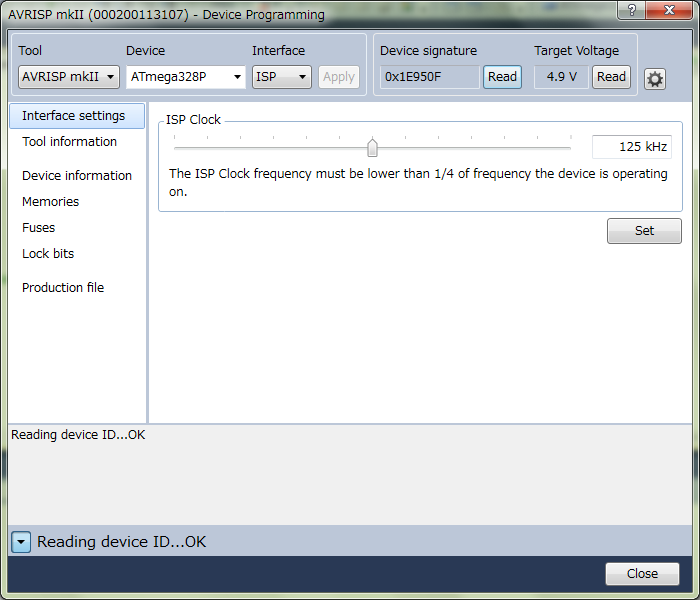 AVRISP mkII (000200113107) - Device Programming
?
Tool
Device
Interface
Device signature
Target Voltage
AVRISP mkII
ATmega328P
ISP
Apply
0x1E950F
Read
4.9 V
Read
Interface settings
Tool information
Device information
Memories
Fuses
Lock bits
Production file
ISP Clock
125 kHz
The ISP Clock frequency must be lower than 1/4 of frequency the device is operating
on.
Set
Reading device ID...OK
Reading device ID...OK
Close